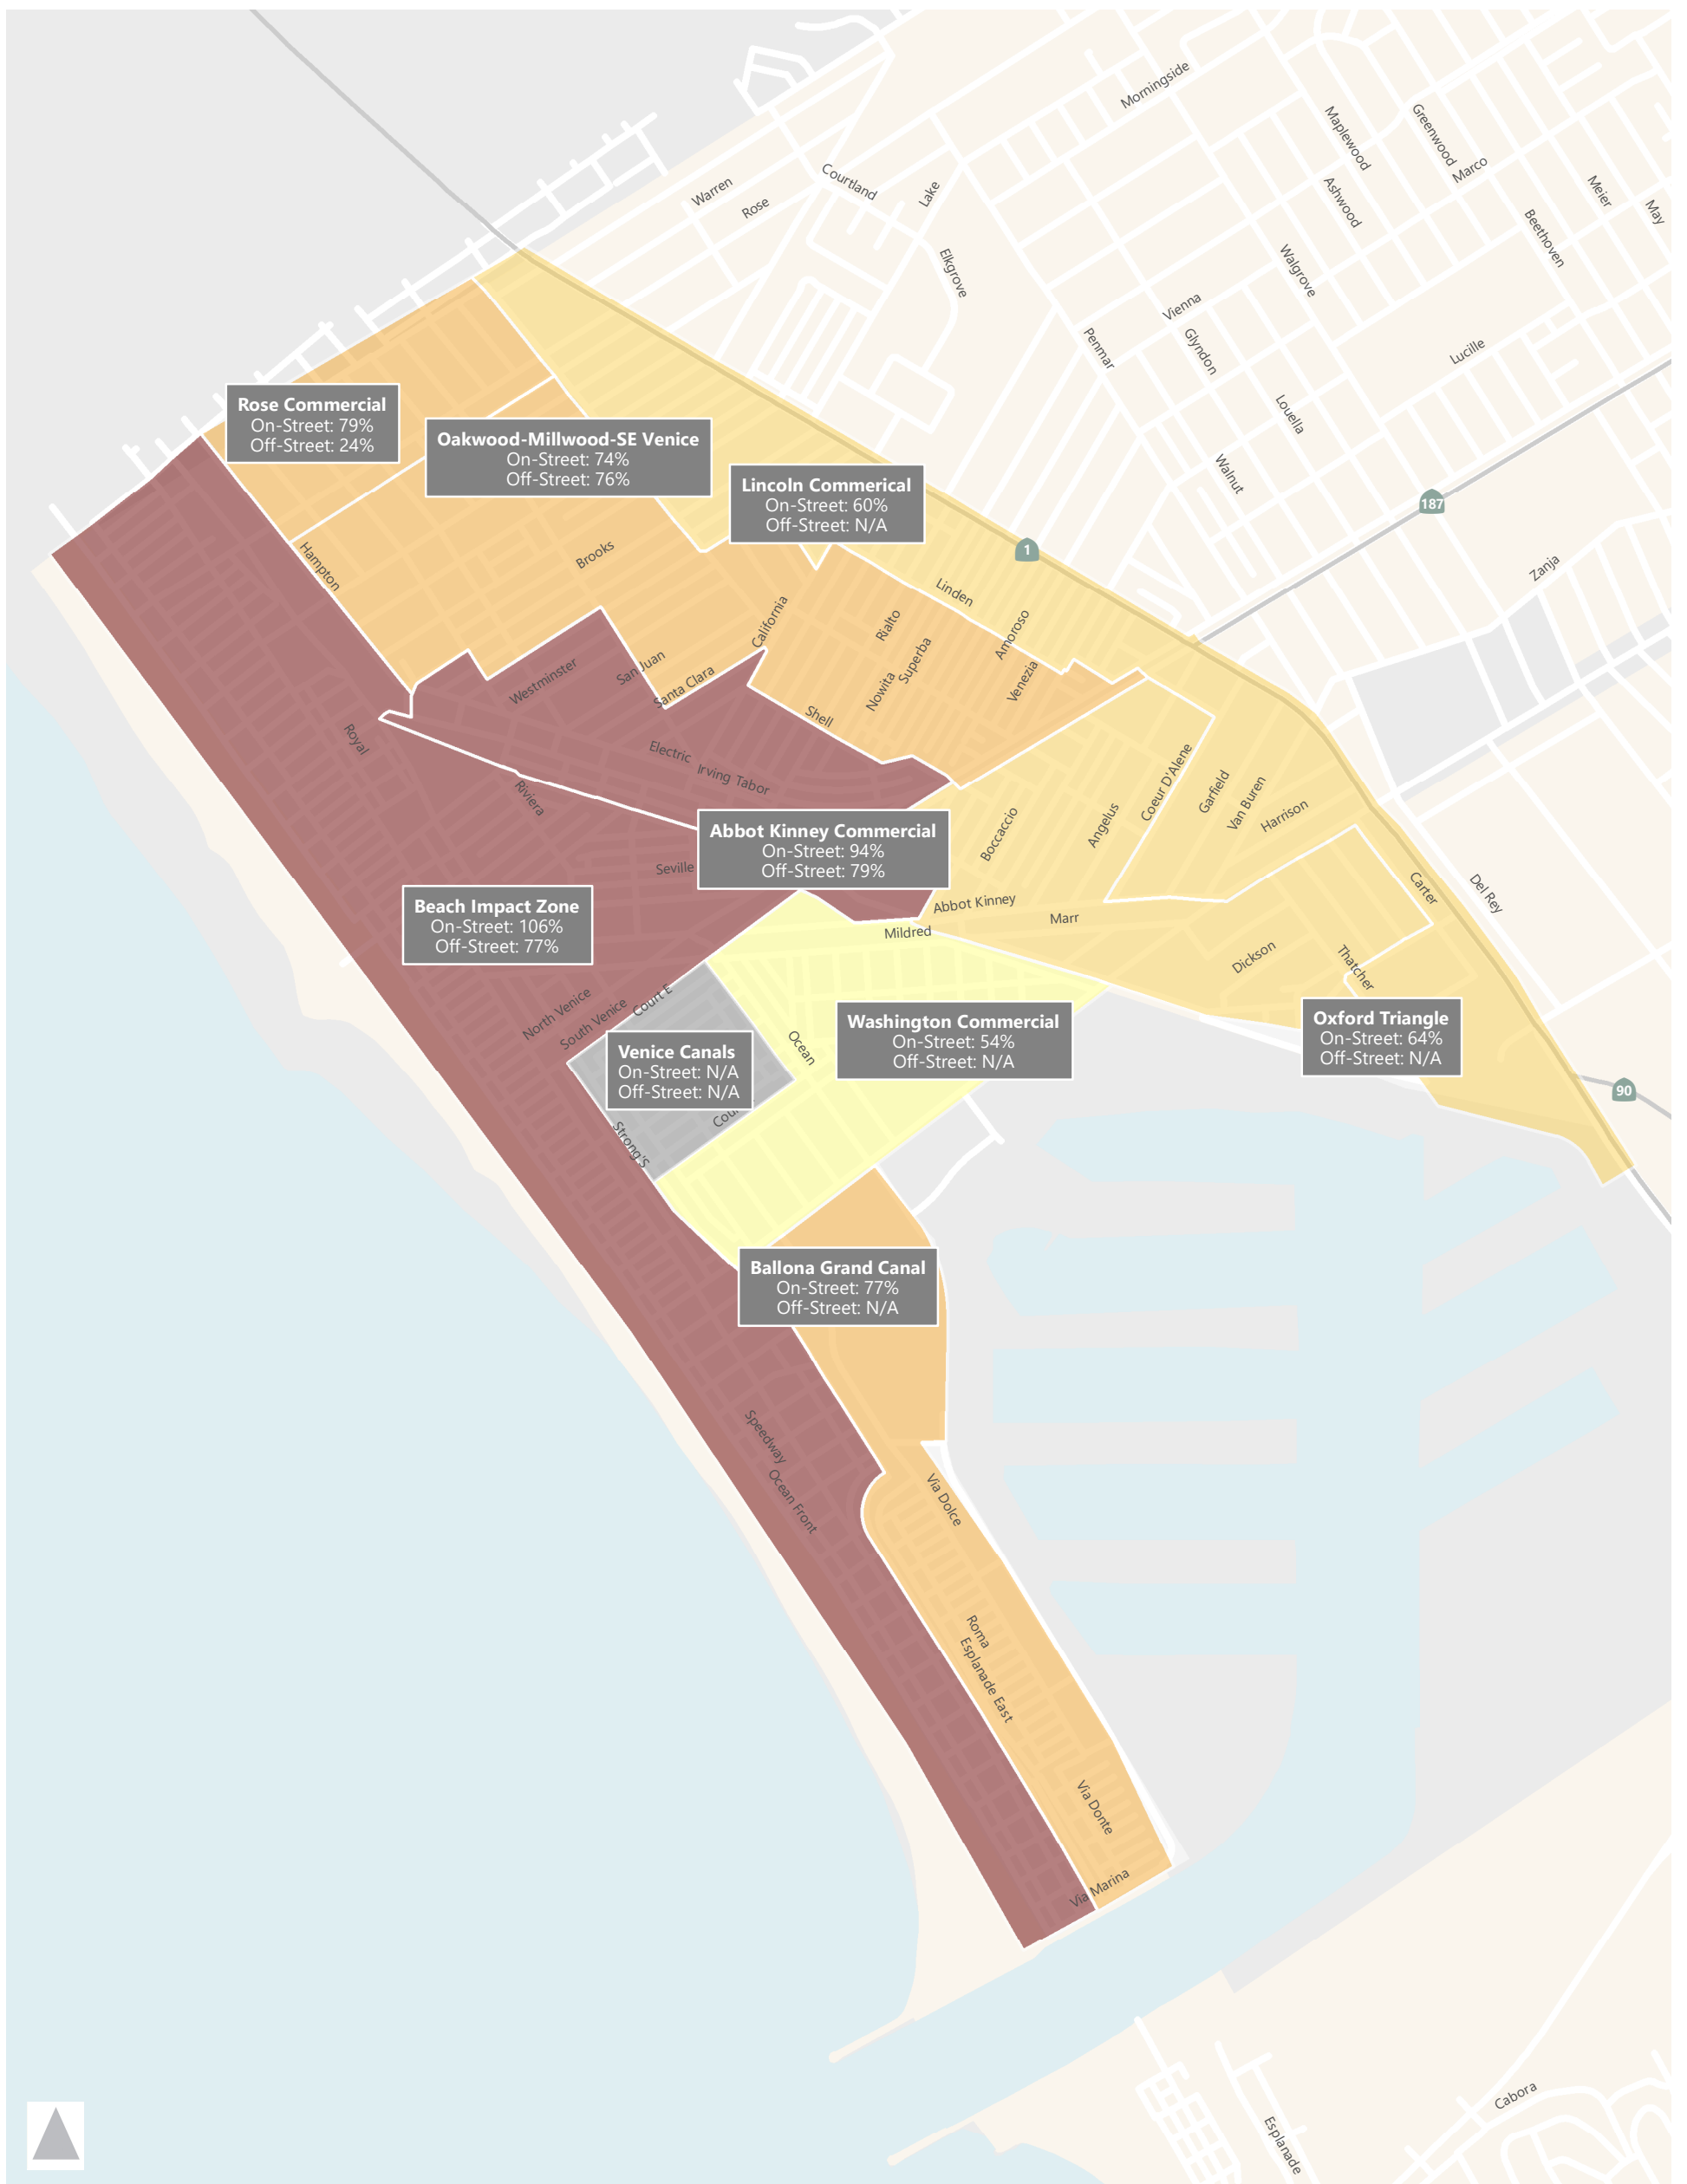 Morningside
Maplewood
Greenwood
Marco
Ashwood
Meier
May
Beethoven
Warren
Rose
Courtland
Lake
Elkgrove
Walgrove
Vienna
Glyndon
Penmar
Lucille
Louella
Walnut
187
Zanja
1
Rose Commercial
On-Street: 79%
Off-Street: 24%
Oakwood-Millwood-SE Venice
On-Street: 74%
Off-Street: 76%
Lincoln Commerical
On-Street: 60%
Off-Street: N/A
Hampton
Brooks
Linden
California
Rialto
Superba
Amoroso
Nowita
Venezia
Westminster
San Juan
Santa Clara
Shell
Royal
Electric
Irving Tabor
Riviera
Coeur D'Alene
Garfield
Van Buren
Harrison
Boccaccio
Angelus
Abbot Kinney Commercial
On-Street: 94%
Off-Street: 79%
Seville
Beach Impact Zone
On-Street: 106%
Off-Street: 77%
Abbot Kinney
Marr
Mildred
Carter
Del Rey
Dickson
Thatcher
North Venice
South Venice
Court E
Ocean
Washington Commercial
On-Street: 54%
Off-Street: N/A
Oxford Triangle
On-Street: 64%
Off-Street: N/A
Venice Canals
On-Street: N/A
Off-Street: N/A
90
Strong'S
Ballona Grand Canal
On-Street: 77%
Off-Street: N/A
Speedway
Ocean Front
Via Dolce
Roma
Esplanade East
Via Donte
Via Marina
Cabora
Esplanade